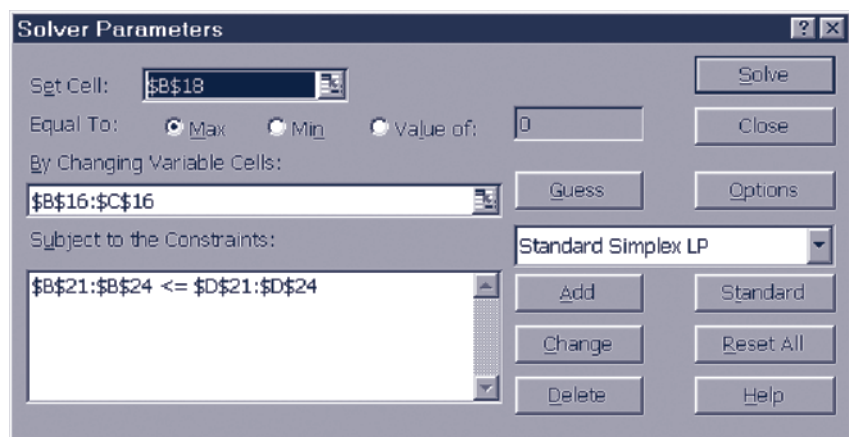 Solver Parameters
Set Cell: $B$18 Solve
Equal To: Max Min Value of: 0 Close
By Changing Variable Cells:
$B$16:$C$16 Guess Options
Subject to the Constraints: Standard Simplex LP
$B$21:$B$24 <= $D$21:$D$24 Add Standard
Change Reset All
Delete Help